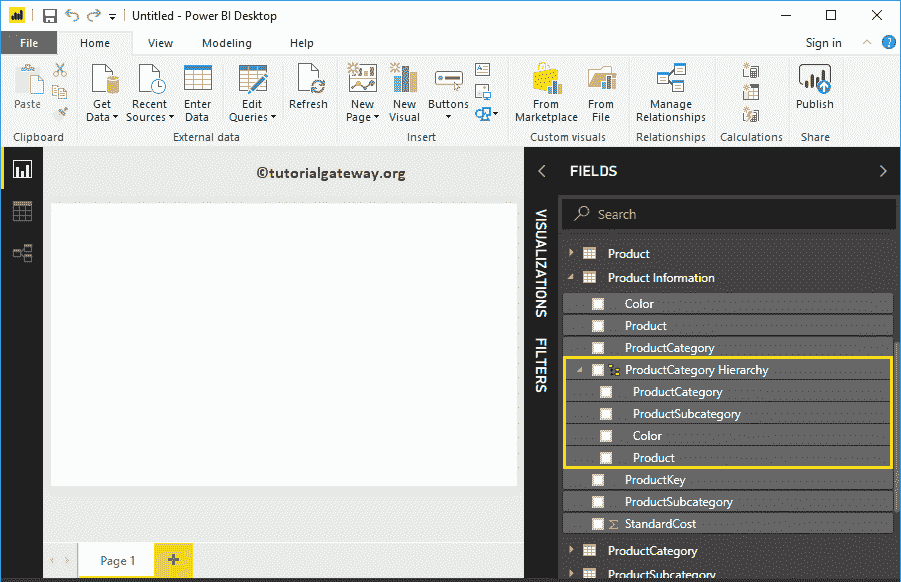 Untitled - Power BI Desktop
File Home View Modeling Help Sign in
Paste
Get Data
Recent Sources
Enter Data
Edit Queries
Refresh
New Page
New Visual
Buttons
From Marketplace
From File
Manage Relationships
Publish
Clipboard External data Insert Custom visuals Relationships Calculations Share
©tutorialgateway.org
VISUALIZATIONS
FILTERS
FIELDS
Search
Product
Product Information
Color
Product
ProductCategory
ProductCategory Hierarchy
ProductCategory
ProductSubcategory
Color
Product
ProductKey
ProductSubcategory
Σ StandardCost
ProductCategory
ProductSubcategory
Page 1 +